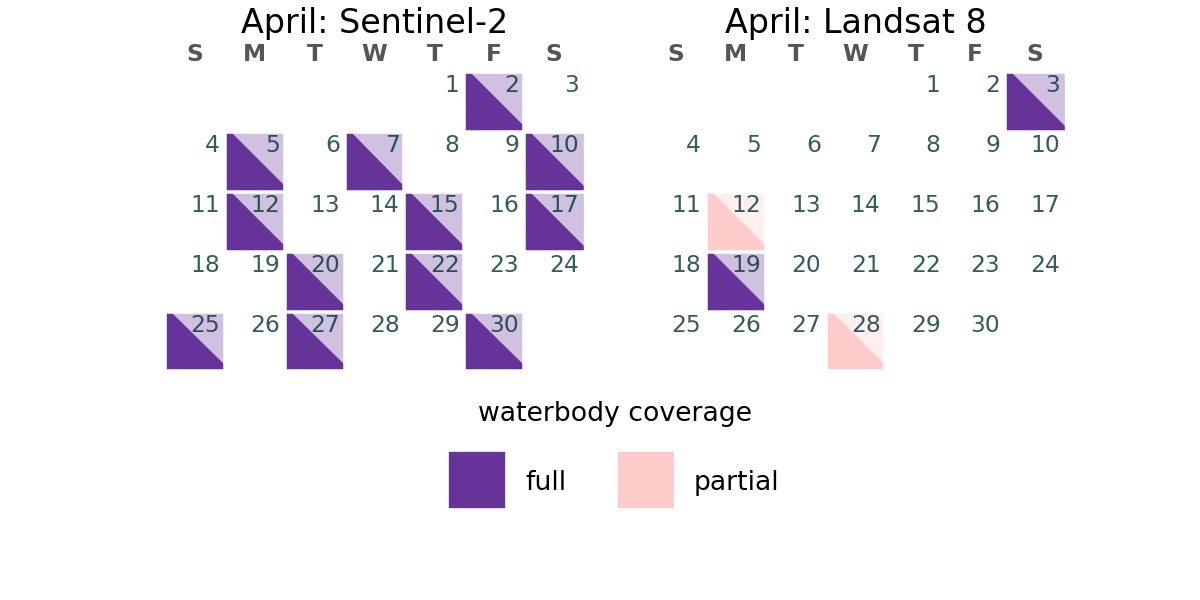 April: Sentinel-2
S M T W T F S
1 2 3
4 5 6 7 8 9 10
11 12 13 14 15 16 17
18 19 20 21 22 23 24
25 26 27 28 29 30
April: Landsat 8
S M T W T F S
1 2 3
4 5 6 7 8 9 10
11 12 13 14 15 16 17
18 19 20 21 22 23 24
25 26 27 28 29 30
waterbody coverage
full partial